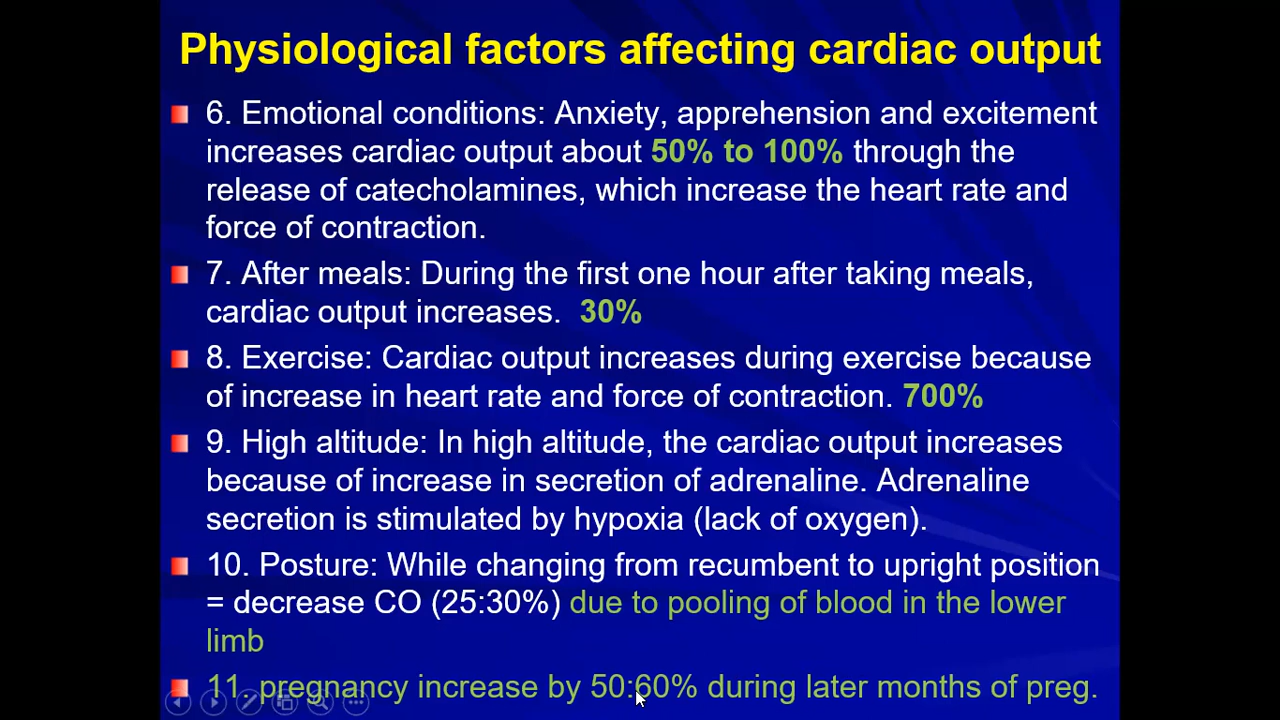 Physiological factors affecting cardiac output
6. Emotional conditions: Anxiety, apprehension and excitement
increases cardiac output about 50% to 100% through the
release of catecholamines, which increase the heart rate and
force of contraction.
7. After meals: During the first one hour after taking meals,
cardiac output increases. 30%
8. Exercise: Cardiac output increases during exercise because
of increase in heart rate and force of contraction. 700%
9. High altitude: In high altitude, the cardiac output increases
because of increase in secretion of adrenaline. Adrenaline
secretion is stimulated by hypoxia (lack of oxygen).
10. Posture: While changing from recumbent to upright position
= decrease CO (25:30%) due to pooling of blood in the lower
limb
11. pregnancy increase by 50:60% during later months of preg.